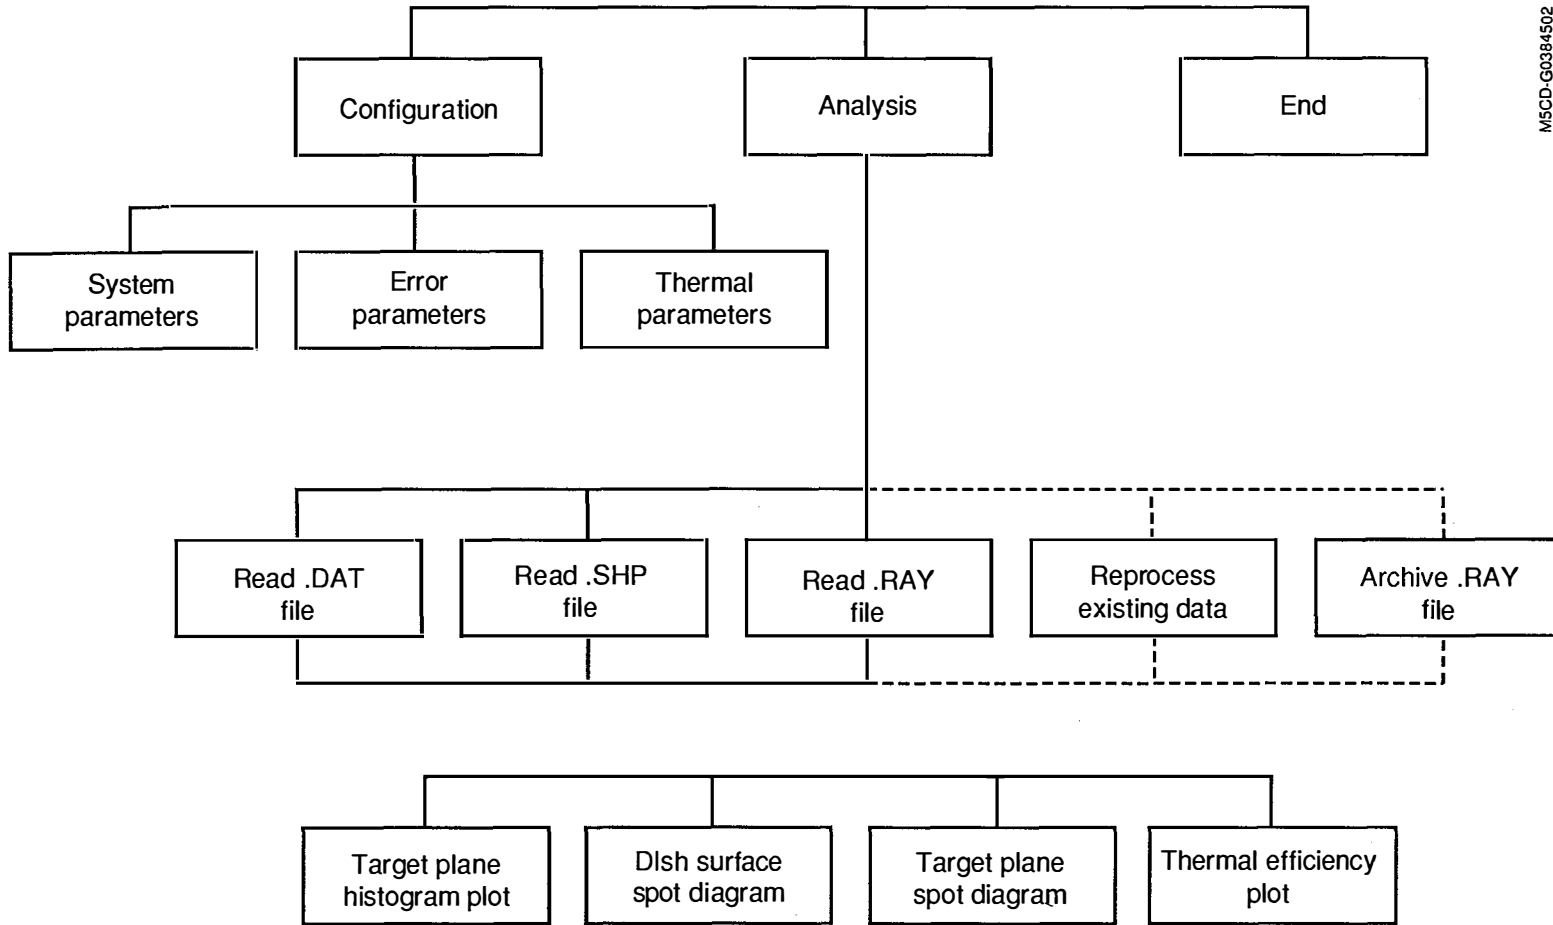 M5CD-G0384502
Configuration
Analysis
End
System
parameters
Error
parameters
Thermal
parameters
Read .DAT
file
Read .SHP
file
Read .RAY
file
Reprocess
existing data
Archive .RAY
file
Target plane
histogram plot
DIsh surface
spot diagram
Target plane
spot diagram
Thermal efficiency
plot